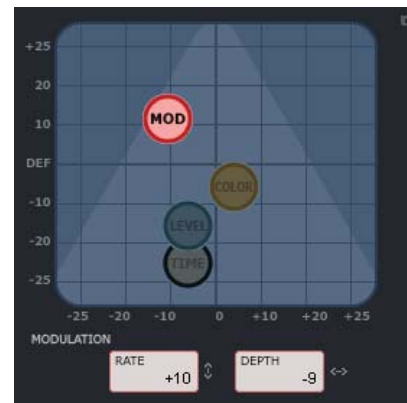 +25
20
10
MOD
DEF
COLOR
-10
LEVEL
-20
TIME
-25
-25 -20 -10 0 +10 +20 +25
MODULATION
RATE
+10
DEPTH
-9